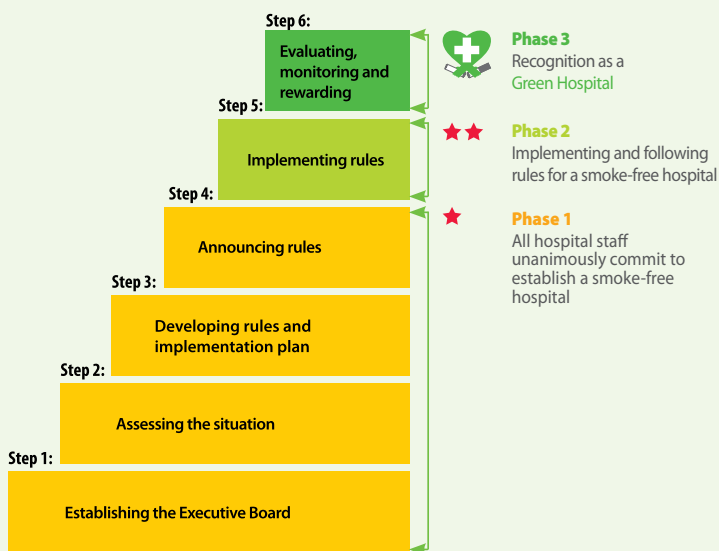 Step 6:
Evaluating,
monitoring and
rewarding
Phase 3
Recognition as a
Green Hospital
Step 5:
Implementing rules
Phase 2
Implementing and following
rules for a smoke-free hospital
Step 4:
Announcing rules
Phase 1
All hospital staff
unanimously commit to
establish a smoke-free
hospital
Step 3:
Developing rules and
implementation plan
Step 2:
Assessing the situation
Step 1:
Establishing the Executive Board